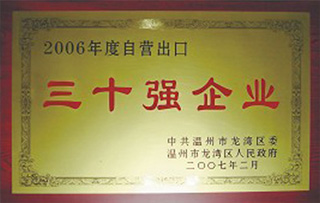 2006年度自营出口
三十强企业
中共温州市龙湾区委
温州市龙湾区人民政府
二〇〇七年二月